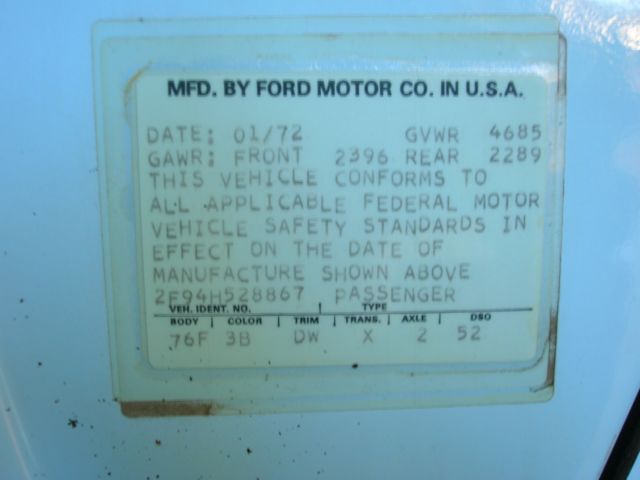 MFD. BY FORD MOTOR CO. IN U.S.A.
DATE: 01/72 GVWR 4685
GAWR: FRONT 2396 REAR 2289
THIS VEHICLE CONFORMS TO
ALL APPLICABLE FEDERAL MOTOR
VEHICLE SAFETY STANDARDS IN
EFFECT ON THE DATE OF
MANUFACTURE SHOWN ABOVE
2F94H528867 PASSENGER
VEH. IDENT. NO. TYPE
BODY COLOR TRIM TRANS. AXLE DSO
76F 3B DW X 2 52